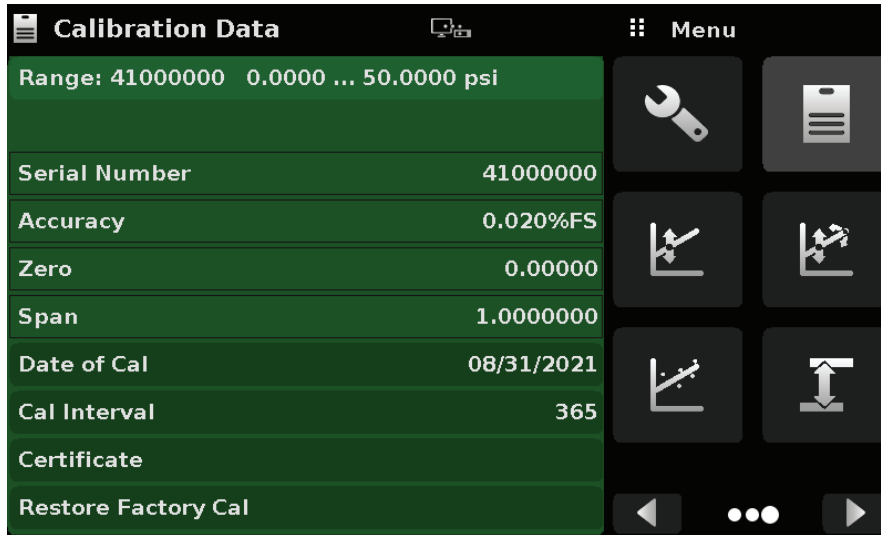 Calibration Data
Menu
Range: 41000000 0.0000 ... 50.0000 psi
Serial Number 41000000
Accuracy 0.020%FS
Zero 0.00000
Span 1.0000000
Date of Cal 08/31/2021
Cal Interval 365
Certificate
Restore Factory Cal